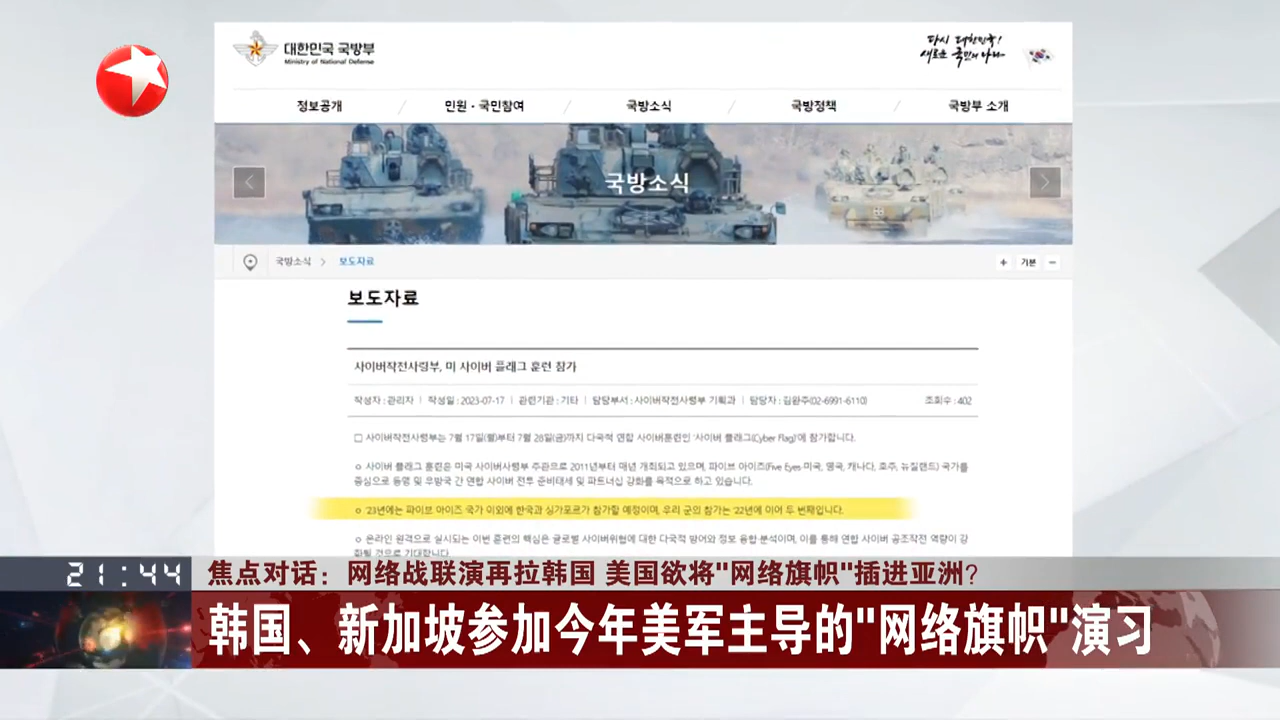 대한민국 국방부
Ministry of National Defense
다시 대한민국!
새로운 국민의 나라
정보공개
민원·국민참여
국방소식
국방정책
국방부 소개
국방소식
국방소식 > 보도자료
+ 기본 -
보도자료
사이버작전사령부, 미 사이버 플래그 훈련 참가
작성자 : 관리자 | 작성일 : 2023-07-17 | 관련기관 : 기타 | 담당부서 : 사이버작전사령부 기획과 | 담당자 : 김완주(02-6991-6110)
조회수 : 402
□ 사이버작전사령부는 7월 17일(월)부터 7월 28일(금)까지 다국적 연합 사이버훈련인 '사이버 플래그(Cyber Flag)'에 참가합니다.
ㅇ 사이버 플래그 훈련은 미국 사이버사령부 주관으로 2011년부터 매년 개최되고 있으며, 파이브 아이즈(Five Eyes·미국, 영국, 캐나다, 호주, 뉴질랜드) 국가를
중심으로 동맹 및 우방국 간 연합 사이버 전투 준비태세 및 파트너십 강화를 목적으로 하고 있습니다.
ㅇ '23년에는 파이브 아이즈 국가 이외에 한국과 싱가포르가 참가할 예정이며, 우리 군의 참가는 '22년에 이어 두 번째입니다.
ㅇ 온라인 원격으로 실시되는 이번 훈련의 핵심은 글로벌 사이버위협에 대한 다국적 방어와 정보 융합·분석이며, 이를 통해 연합 사이버 공조작전 역량이 강
화될 것으로 기대합니다.
21:44
焦点对话：网络战联演再拉韩国 美国欲将"网络旗帜"插进亚洲?
韩国、新加坡参加今年美军主导的"网络旗帜"演习